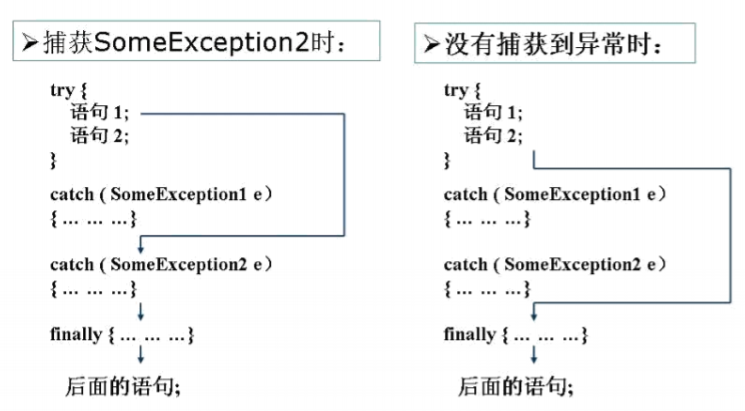 ➢捕获SomeException2时：
try {
语句 1;
语句 2;
}
catch ( SomeException1 e）
{ ... ... ...}
catch ( SomeException2 e）
{ ... ... ...}
finally { ... ... ...}
后面的语句;
➢没有捕获到异常时：
try {
语句 1;
语句 2;
}
catch ( SomeException1 e）
{ ... ... ...}
catch ( SomeException2 e）
{ ... ... ...}
finally { ... ... ...}
后面的语句;